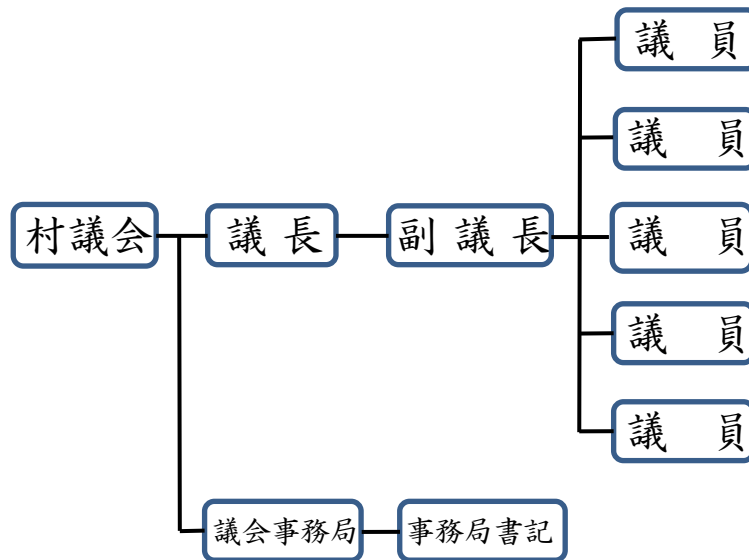 議　員
議　員
村議会
議 長
副 議 長
議　員
議　員
議　員
議会事務局
事務局書記